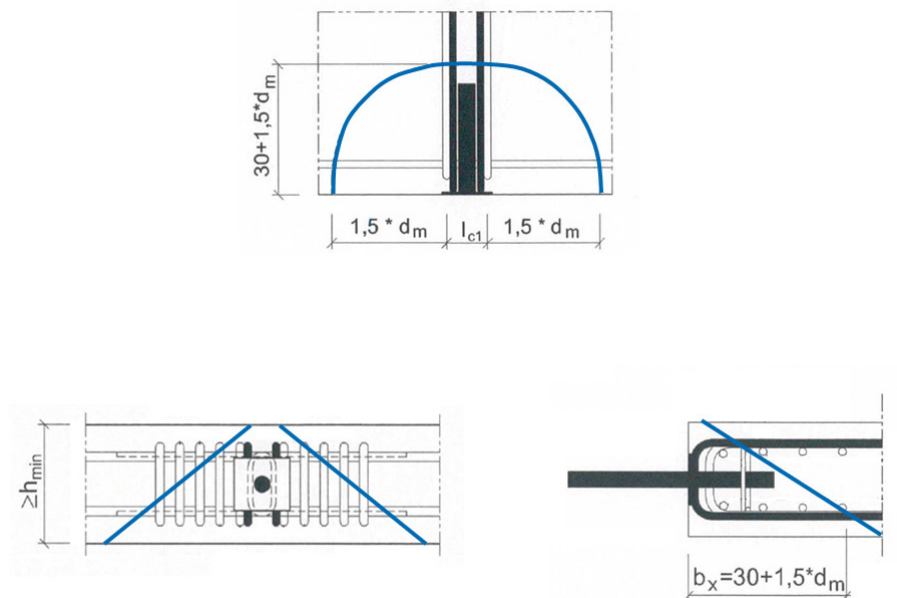 30+1,5*dm
1,5 * dm
lc1
1,5 * dm
≥hmin
bx=30+1,5*dm